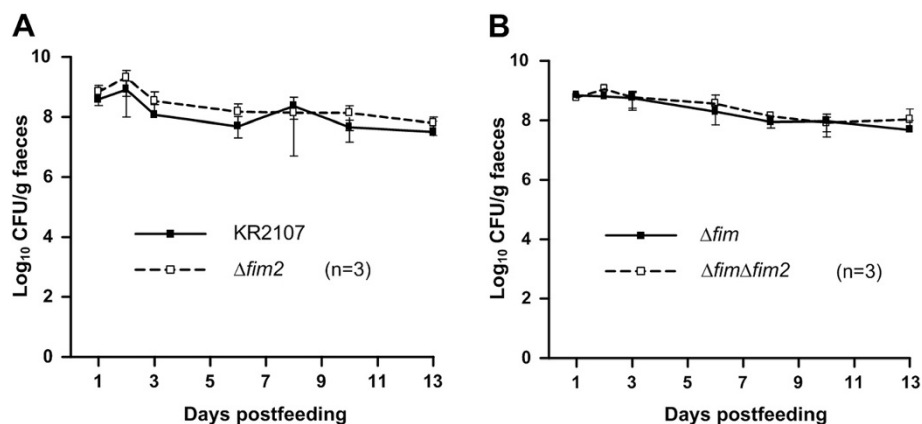 A
Log₁₀ CFU/g faeces
10
8
6
4
2
0
KR2107
Δfim2 (n=3)
1 3 5 7 9 11 13
Days postfeeding
B
Log₁₀ CFU/g faeces
10
8
6
4
2
0
Δfim
ΔfimΔfim2 (n=3)
1 3 5 7 9 11 13
Days postfeeding